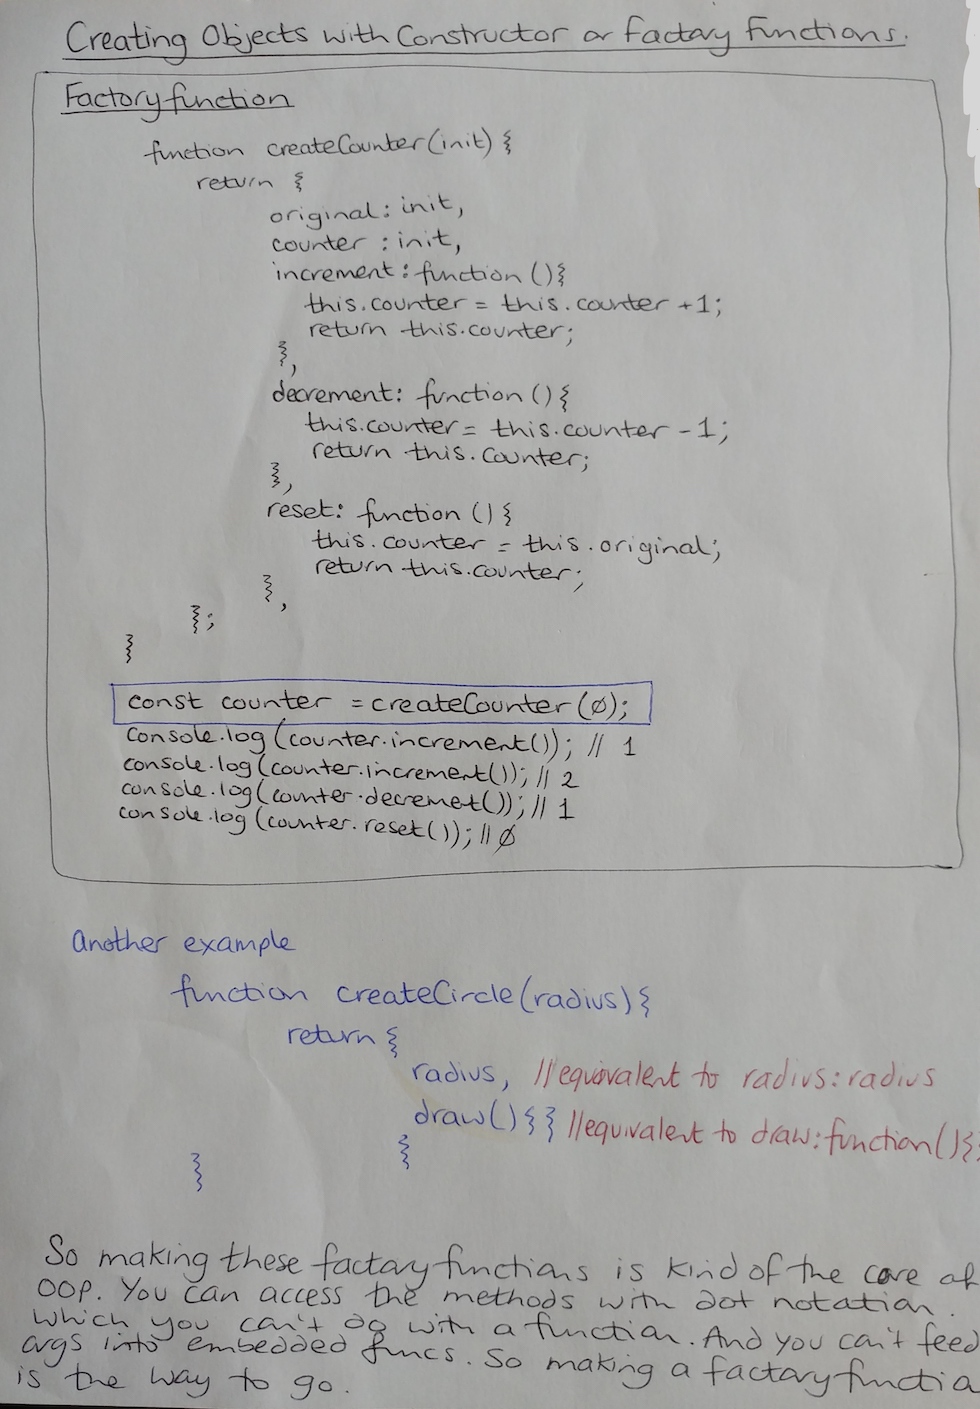 Creating Objects with Constructor or Factory Functions.
Factory function
function createCounter(init) {
return {
original: init,
counter : init,
increment: function () {
this.counter = this.counter +1;
return this.counter;
},
decrement: function () {
this.counter = this.counter -1;
return this.counter;
},
reset: function () {
this.counter = this.original;
return this.counter;
},
};
}
const counter = createCounter(0);
console.log(counter.increment()); // 1
console.log(counter.increment()); // 2
console.log(counter.decremet()); // 1
console.log(counter.reset()); // 0
Another example
function createCircle(radius) {
return {
radius, //equivalent to radius: radius
draw() {} //equivalent to draw: function() {}
}
}
So making these factory functions is kind of the core of
OOP. You can access the methods with dot notation.
which you can't do with a function. And you can't feed
args into embedded funcs. So making a factory functio
is the way to go.